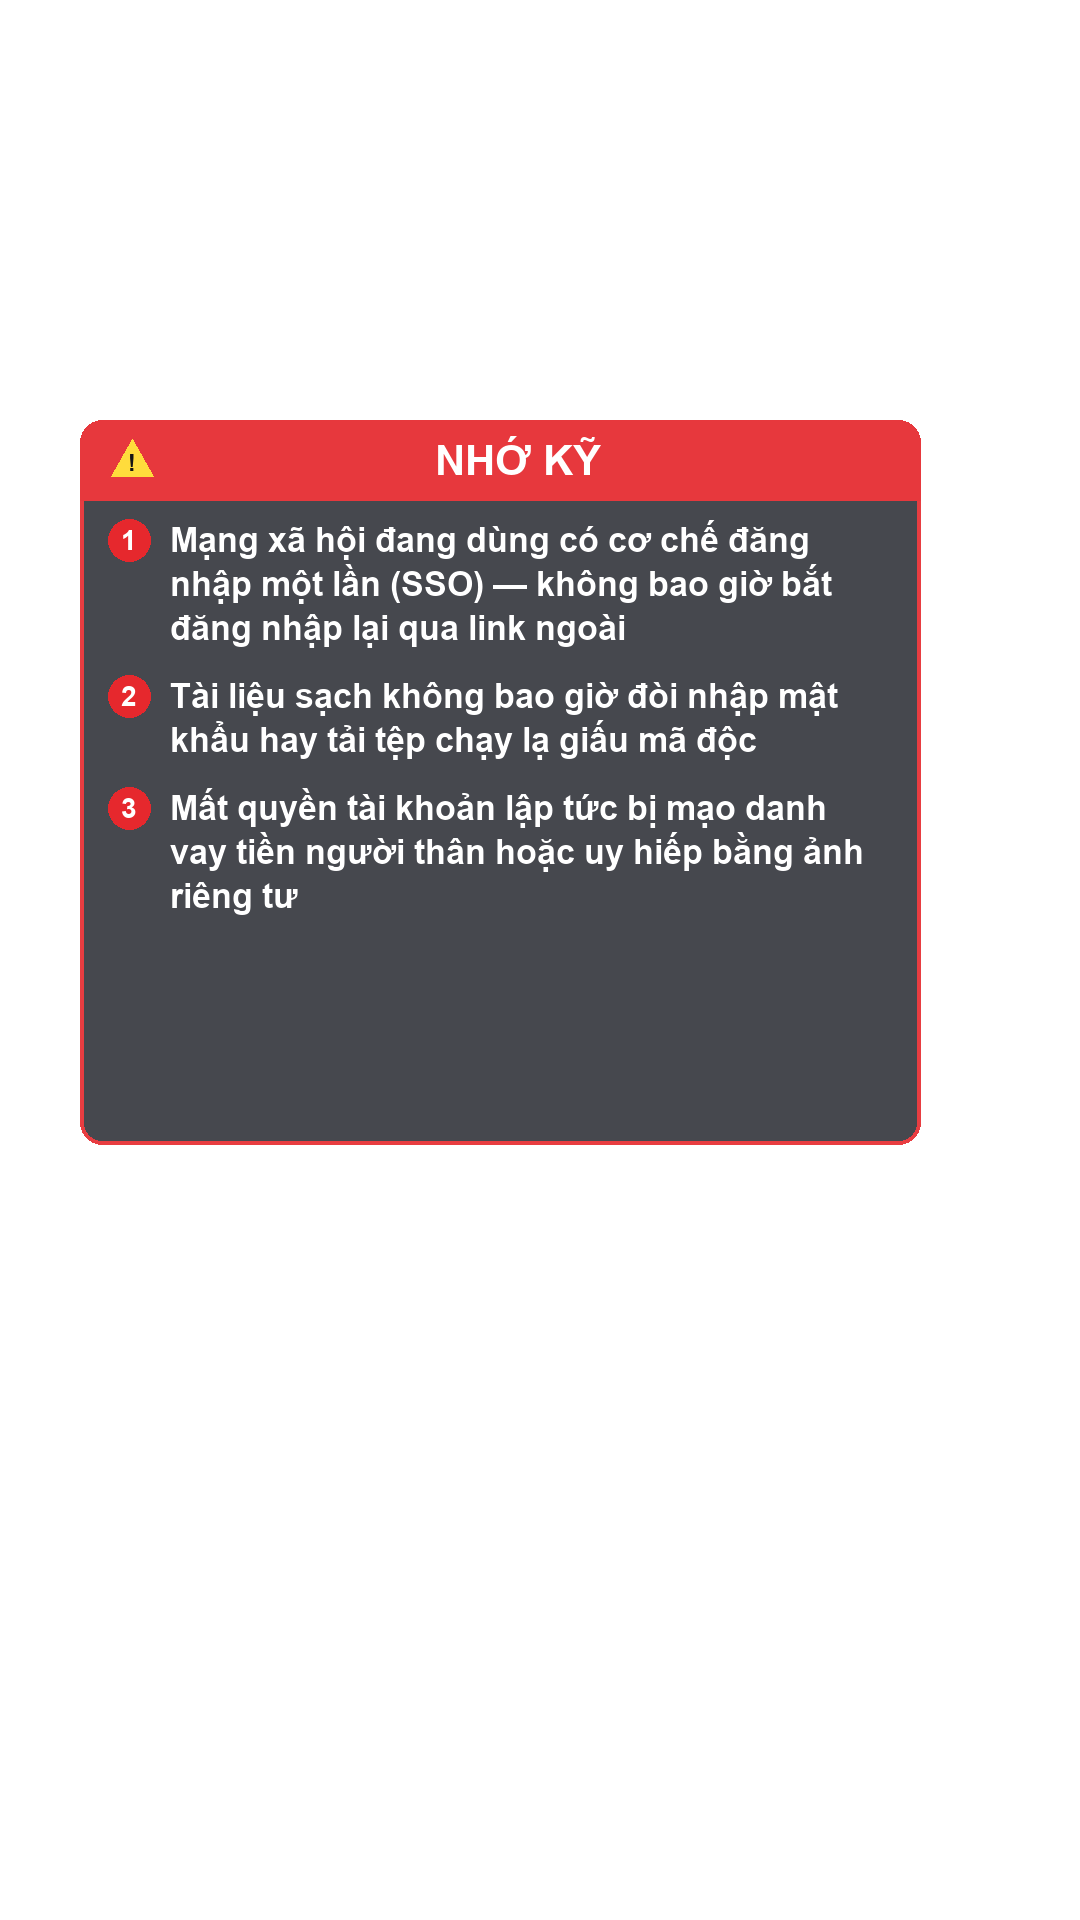 !
NHỚ KỸ
1 Mạng xã hội đang dùng có cơ chế đăng
nhập một lần (SSO) — không bao giờ bắt
đăng nhập lại qua link ngoài
2 Tài liệu sạch không bao giờ đòi nhập mật
khẩu hay tải tệp chạy lạ giấu mã độc
3 Mất quyền tài khoản lập tức bị mạo danh
vay tiền người thân hoặc uy hiếp bằng ảnh
riêng tư